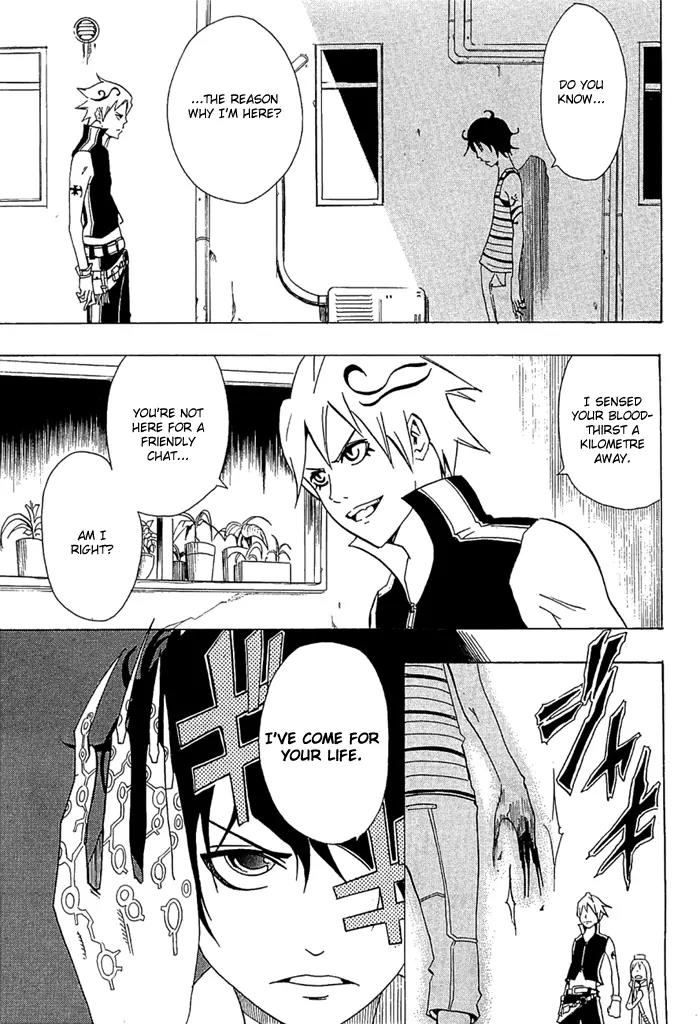 DO YOU
KNOW...
...THE REASON
WHY I'M HERE?
I SENSED
YOUR BLOOD-
THIRST A
KILOMETRE
AWAY.
YOU'RE NOT
HERE FOR A
FRIENDLY
CHAT...
AM I
RIGHT?
I'VE COME FOR
YOUR LIFE.